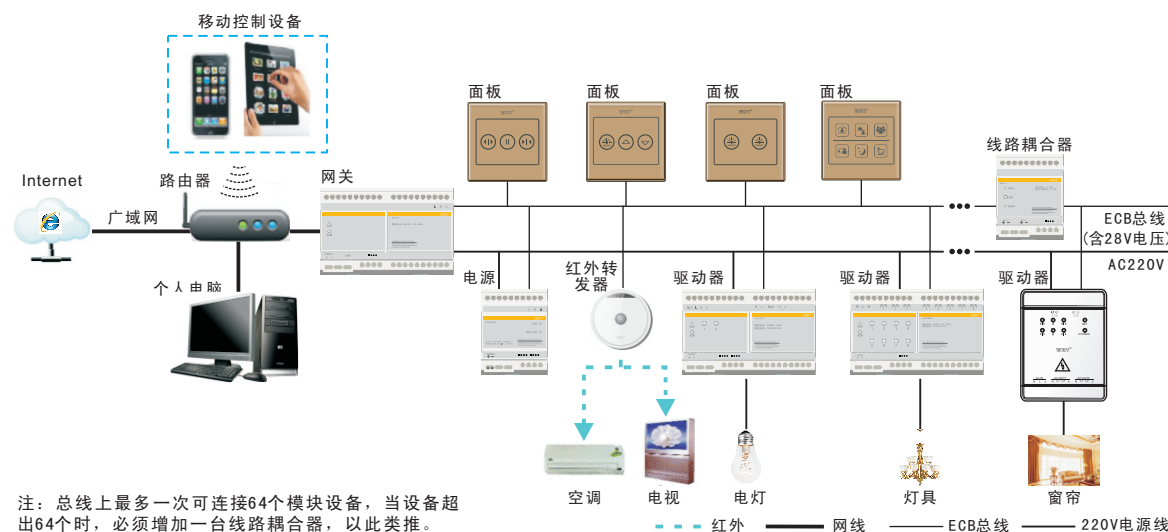 移动控制设备
面板
面板
面板
面板
线路耦合器
Internet
路由器
网关
广域网
ECB总线
(含28V电压)
AC220V
个人电脑
电源
红外转
发器
驱动器
驱动器
驱动器
空调
电视
电灯
灯具
窗帘
注：总线上最多一次可连接64个模块设备，当设备超
出64个时，必须增加一台线路耦合器，以此类推。
红外
网线
ECB总线
220V电源线